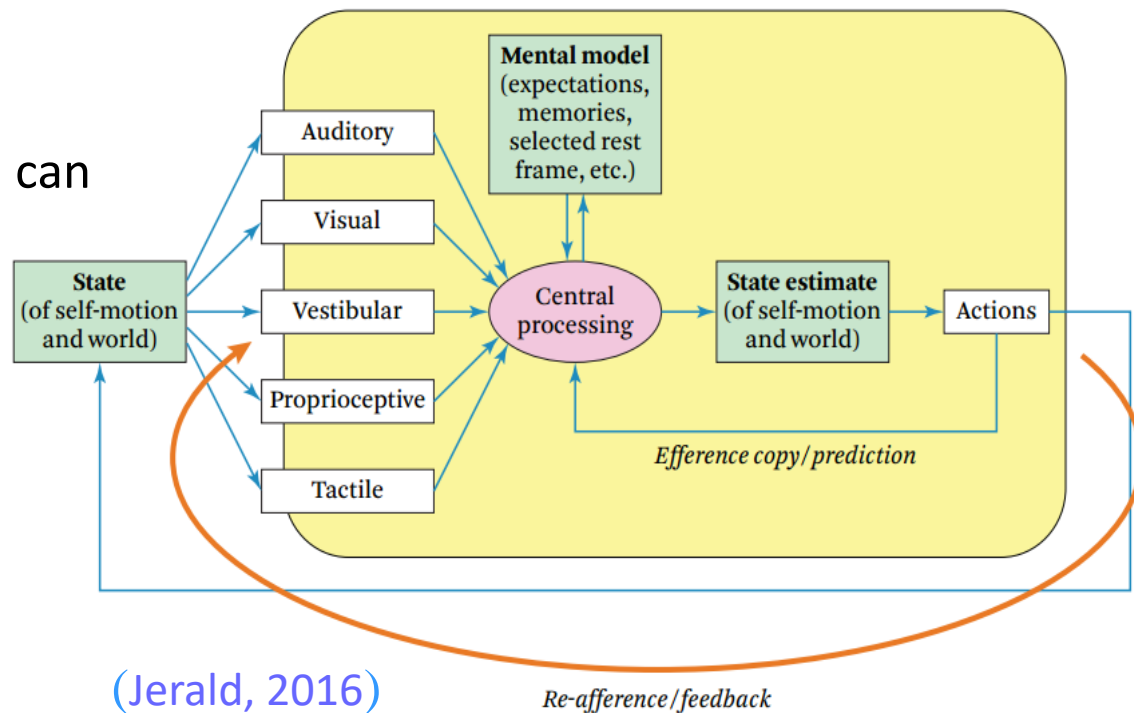 can
State
(of self-motion
and world)
Auditory
Visual
Vestibular
Proprioceptive
Tactile
Mental model
(expectations,
memories,
selected rest
frame, etc.)
Central
processing
State estimate
(of self-motion
and world)
Actions
Efference copy/prediction
Re-afference/feedback
(Jerald, 2016)